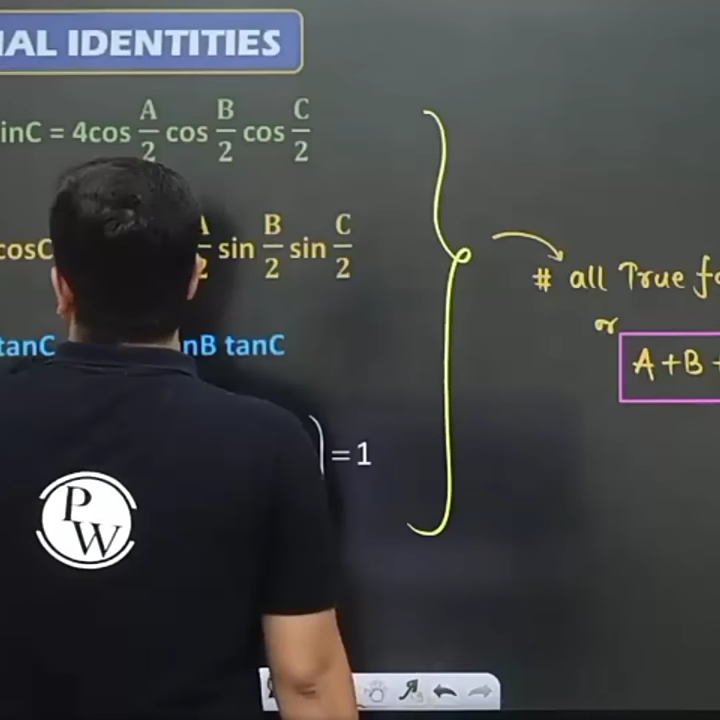 IAL IDENTITIES
inC = 4cos A/2 cos B/2 cos C/2
cosC A/2 sin B/2 sin C/2
tanC nB tanC
) = 1
# all True fo
or
A+B+
PW